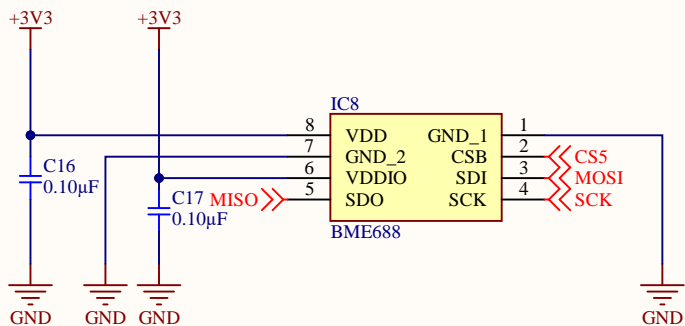 +3V3 +3V3
IC8
8 VDD GND_1 1
7 GND_2 CSB 2 CS5
C16 6 VDDIO SDI 3 MOSI
0.10µF C17 MISO 5 SDO SCK 4 SCK
0.10µF
BME688
GND GND GND GND